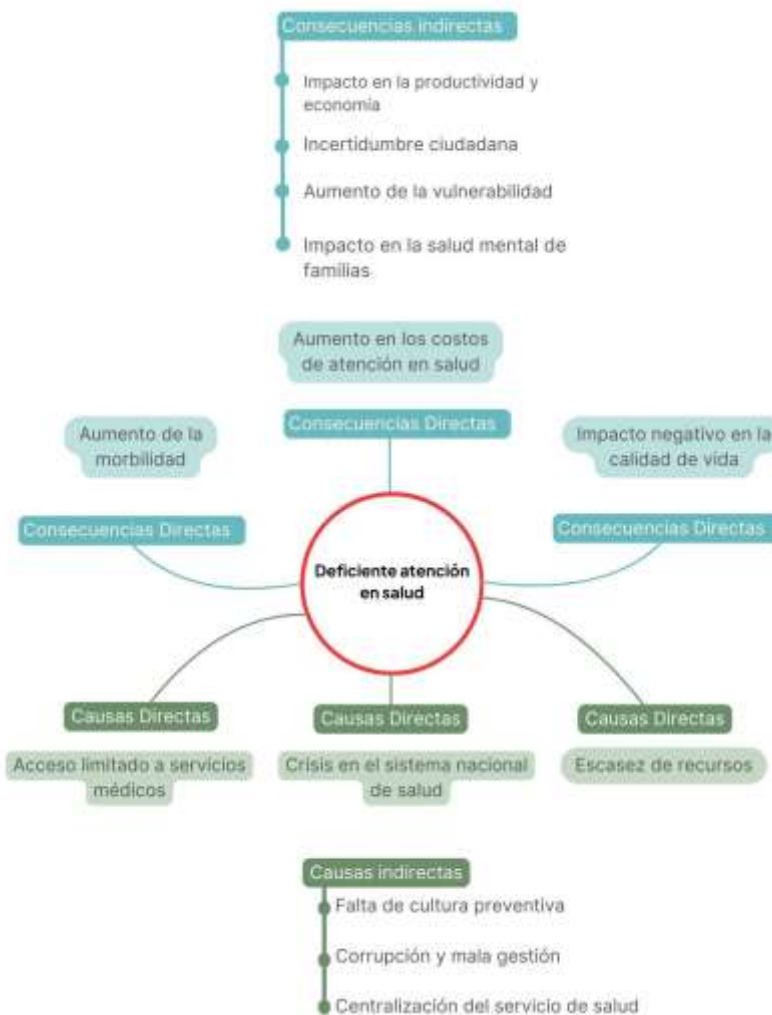 Consecuencias Indirectas
Impacto en la productividad y
economía
Incertidumbre ciudadana
Aumento de la vulnerabilidad
Impacto en la salud mental de
familias
Aumento en los costos
de atención en salud
Consecuencias Directas
Aumento de la
morbilidad
Consecuencias Directas
Impacto negativo en la
calidad de vida
Consecuencias Directas
Deficiente atención
en salud
Causas Directas
Acceso limitado a servicios
médicos
Causas Directas
Crisis en el sistema nacional
de salud
Causas Directas
Escasez de recursos
Causas indirectas
Falta de cultura preventiva
Corrupción y mala gestión
Centralización del servicio de salud